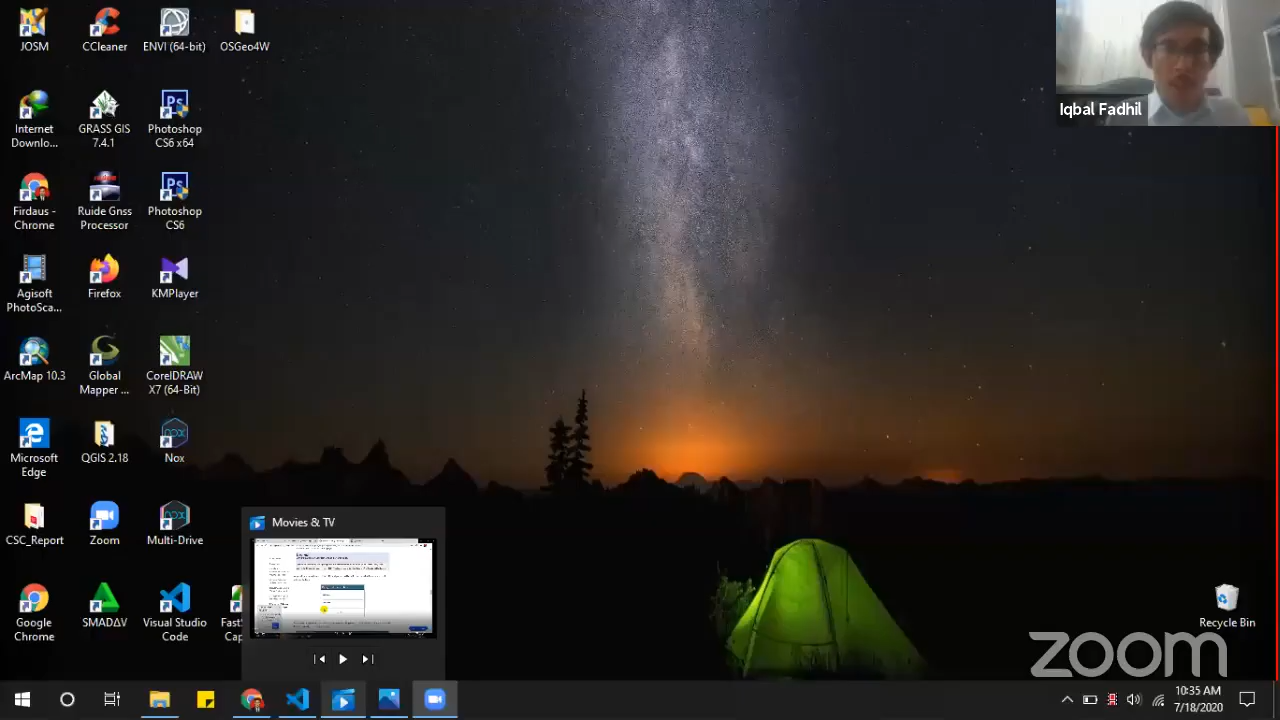 JOSM
CCleaner
ENVI (64-bit)
OSGeo4W
Iqbal Fadhil
Internet
Downlo...
GRASS GIS
7.4.1
Photoshop
CS6 x64
Firdaus -
Chrome
Ruide Gnss
Processor
Photoshop
CS6
Agisoft
PhotoSca...
Firefox
KMPlayer
ArcMap 10.3
Global
Mapper ...
CorelDRAW
X7 (64-Bit)
Microsoft
Edge
QGIS 2.18
Nox
CSC_Report
Zoom
Multi-Drive
Movies & TV
Google
Chrome
SMADΔV
Visual Studio
Code
Fast
Cap
Recycle Bin
zoom
10:35 AM
7/18/2020